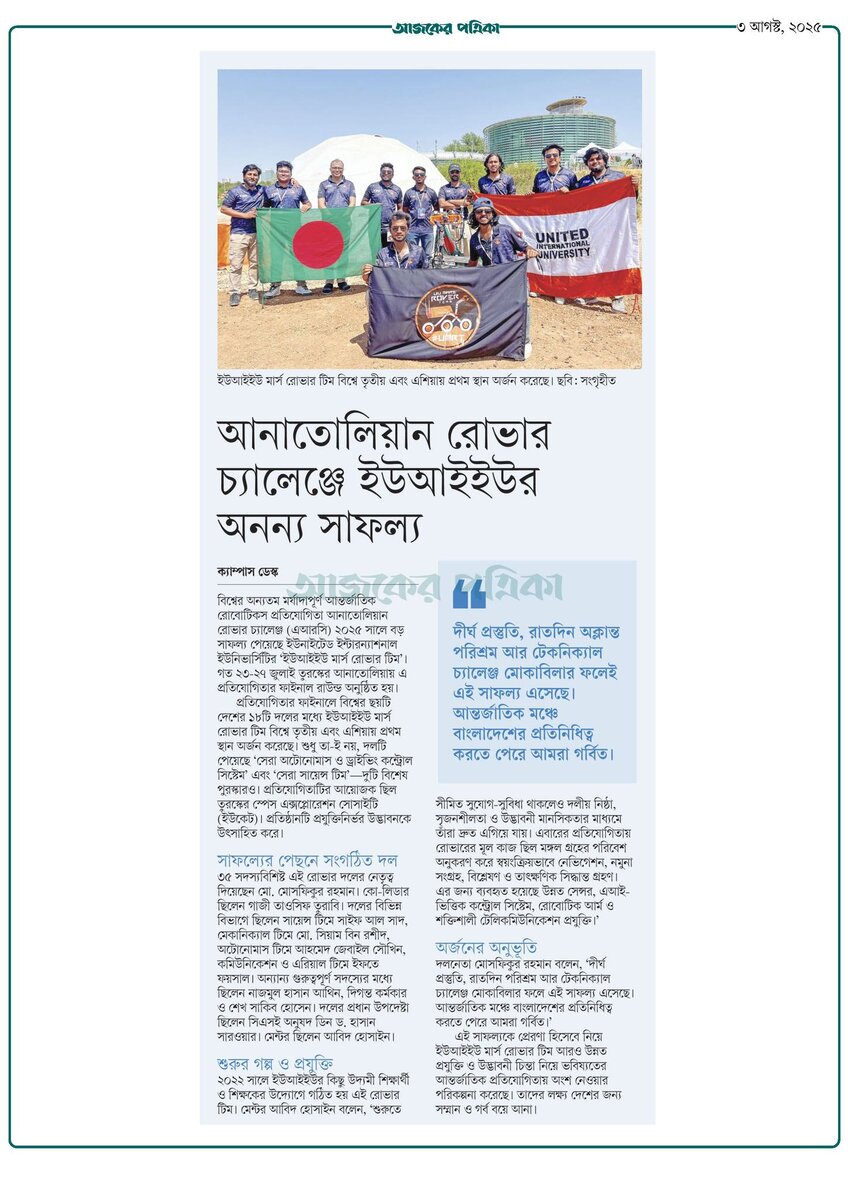 আজকের পত্রিকা
৩ আগস্ট, ২০২৫
UNITED
INTERNATIONAL
UNIVERSITY
ROVER
ইউআইইউ মার্স রোভার টিম বিশ্বে তৃতীয় এবং এশিয়ায় প্রথম স্থান অর্জন করেছে। ছবি: সংগৃহীত
আনাতোলিয়ান রোভার
চ্যালেঞ্জে ইউআইইউর
অনন্য সাফল্য
ক্যাম্পাস ডেস্ক
বিশ্বের অন্যতম মর্যাদাপূর্ণ আন্তর্জাতিক
রোবোটিকস প্রতিযোগিতা আনাতোলিয়ান
রোভার চ্যালেঞ্জ (এআরসি) ২০২৫ সালে বড়
সাফল্য পেয়েছে ইউনাইটেড ইন্টারন্যাশনাল
ইউনিভার্সিটির ‘ইউআইইউ মার্স রোভার টিম’।
গত ২৩-২৭ জুলাই তুরস্কের আনাতোলিয়ায় এ
প্রতিযোগিতার ফাইনাল রাউন্ড অনুষ্ঠিত হয়।
প্রতিযোগিতার ফাইনালে বিশ্বের ছয়টি
দেশের ১৮টি দলের মধ্যে ইউআইইউ মার্স
রোভার টিম বিশ্বে তৃতীয় এবং এশিয়ায় প্রথম
স্থান অর্জন করেছে। শুধু তা-ই নয়, দলটি
পেয়েছে ‘সেরা অটোনোমাস ও ড্রাইভিং কন্ট্রোল
সিস্টেম’ এবং ‘সেরা সায়েন্স টিম’—দুটি বিশেষ
পুরস্কারও। প্রতিযোগিতাটির আয়োজক ছিল
তুরস্কের স্পেস এক্সপ্লোরেশন সোসাইটি
(ইউকেট)। প্রতিষ্ঠানটি প্রযুক্তিনির্ভর উদ্ভাবনকে
উৎসাহিত করে।
সাফল্যের পেছনে সংগঠিত দল
৩৫ সদস্যবিশিষ্ট এই রোভার দলের নেতৃত্ব
দিয়েছেন মো. মোসফিকুর রহমান। কো-লিডার
ছিলেন গাজী তাওসিফ তুরাবি। দলের বিভিন্ন
বিভাগে ছিলেন সায়েন্স টিমে সাইফ আল সাদ,
মেকানিক্যাল টিমে মো. সিয়াম বিন রশীদ,
অটোনোমাস টিমে আহমেদ জেবাইল সৌখিন,
কমিউনিকেশন ও এরিয়াল টিমে ইফতে
ফয়সাল। অন্যান্য গুরুত্বপূর্ণ সদস্যের মধ্যে
ছিলেন নাজমুল হাসান আথিন, দিগন্ত কর্মকার
ও শেখ সাকিব হোসেন। দলের প্রধান উপদেষ্টা
ছিলেন সিএসই অনুষদ ডিন ড. হাসান
সারওয়ার। মেন্টর ছিলেন আবিদ হোসাইন।
শুরুর গল্প ও প্রযুক্তি
২০২২ সালে ইউআইইউর কিছু উদ্যমী শিক্ষার্থী
ও শিক্ষকের উদ্যোগে গঠিত হয় এই রোভার
টিম। মেন্টর আবিদ হোসাইন বলেন, ‘শুরুতে
“
দীর্ঘ প্রস্তুতি, রাতদিন অক্লান্ত
পরিশ্রম আর টেকনিক্যাল
চ্যালেঞ্জ মোকাবিলার ফলেই
এই সাফল্য এসেছে।
আন্তর্জাতিক মঞ্চে
বাংলাদেশের প্রতিনিধিত্ব
করতে পেরে আমরা গর্বিত।
সীমিত সুযোগ-সুবিধা থাকলেও দলীয় নিষ্ঠা,
সৃজনশীলতা ও উদ্ভাবনী মানসিকতার মাধ্যমে
তাঁরা দ্রুত এগিয়ে যায়। এবারের প্রতিযোগিতায়
রোভারের মূল কাজ ছিল মঙ্গল গ্রহের পরিবেশ
অনুকরণ করে স্বয়ংক্রিয়ভাবে নেভিগেশন, নমুনা
সংগ্রহ, বিশ্লেষণ ও তাৎক্ষণিক সিদ্ধান্ত গ্রহণ।
এর জন্য ব্যবহৃত হয়েছে উন্নত সেন্সর, এআই-
ভিত্তিক কন্ট্রোল সিস্টেম, রোবোটিক আর্ম ও
শক্তিশালী টেলিকমিউনিকেশন প্রযুক্তি।’
অর্জনের অনুভূতি
দলনেতা মোসফিকুর রহমান বলেন, ‘দীর্ঘ
প্রস্তুতি, রাতদিন পরিশ্রম আর টেকনিক্যাল
চ্যালেঞ্জ মোকাবিলার ফলে এই সাফল্য এসেছে।
আন্তর্জাতিক মঞ্চে বাংলাদেশের প্রতিনিধিত্ব
করতে পেরে আমরা গর্বিত।’
এই সাফল্যকে প্রেরণা হিসেবে নিয়ে
ইউআইইউ মার্স রোভার টিম আরও উন্নত
প্রযুক্তি ও উদ্ভাবনী চিন্তা নিয়ে ভবিষ্যতের
আন্তর্জাতিক প্রতিযোগিতায় অংশ নেওয়ার
পরিকল্পনা করেছে। তাদের লক্ষ্য দেশের জন্য
সম্মান ও গর্ব বয়ে আনা।
আজকের পত্রিকা